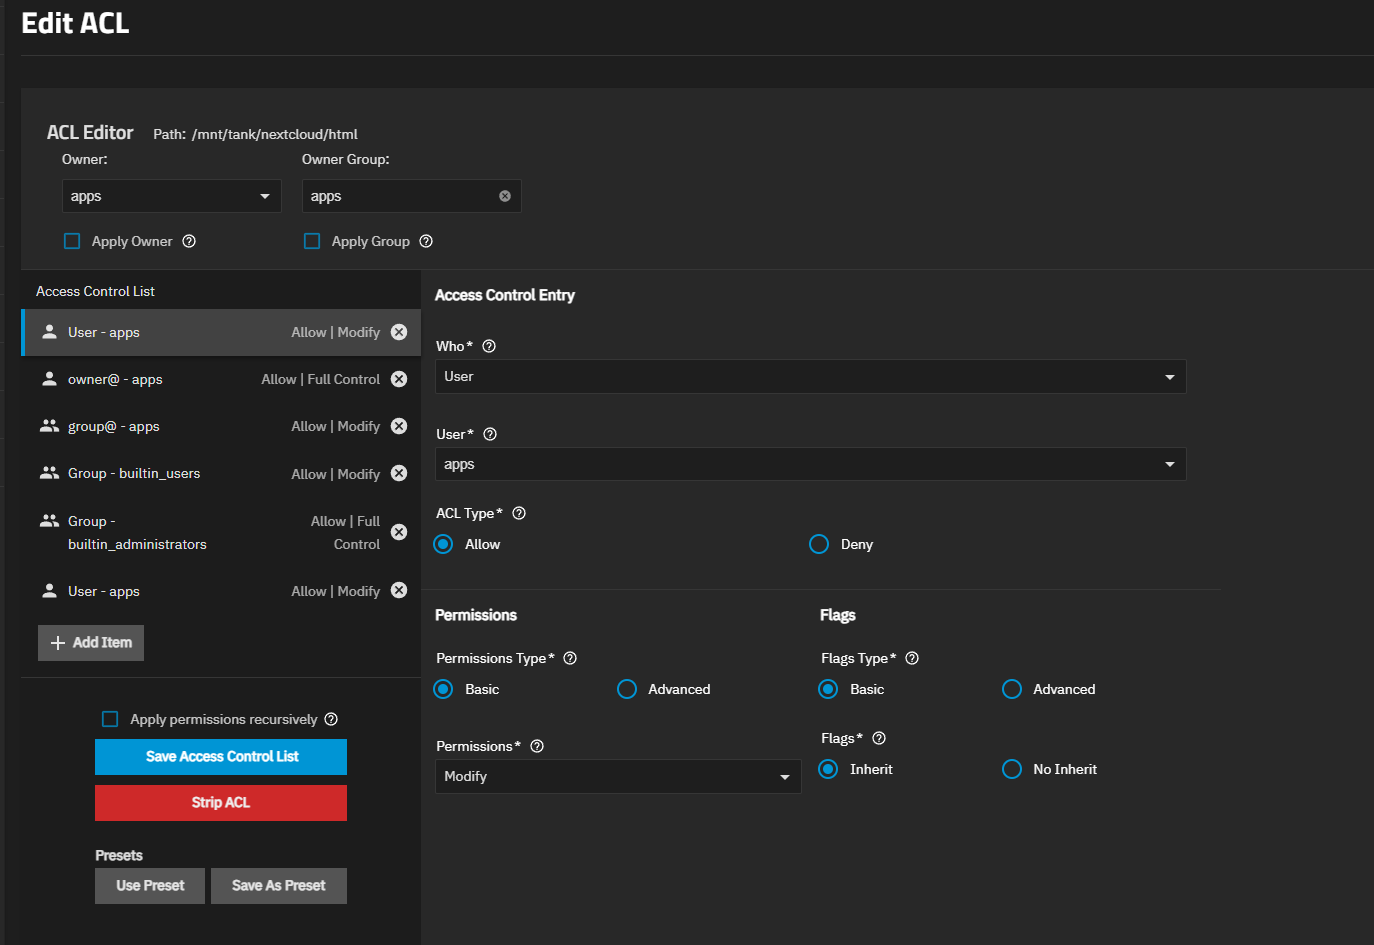 Edit ACL
ACL Editor Path: /mnt/tank/nextcloud/html
Owner: Owner Group:
apps apps
Apply Owner Apply Group
Access Control List
User - apps Allow | Modify
owner@ - apps Allow | Full Control
group@ - apps Allow | Modify
Group - builtin_users Allow | Modify
Group - Allow | Full
builtin_administrators Control
User - apps Allow | Modify
Add Item
Apply permissions recursively
Save Access Control List
Strip ACL
Presets
Use Preset Save As Preset
Access Control Entry
Who*
User
User*
apps
ACL Type*
Allow Deny
Permissions Flags
Permissions Type* Flags Type*
Basic Advanced Basic Advanced
Permissions* Flags*
Modify Inherit No Inherit